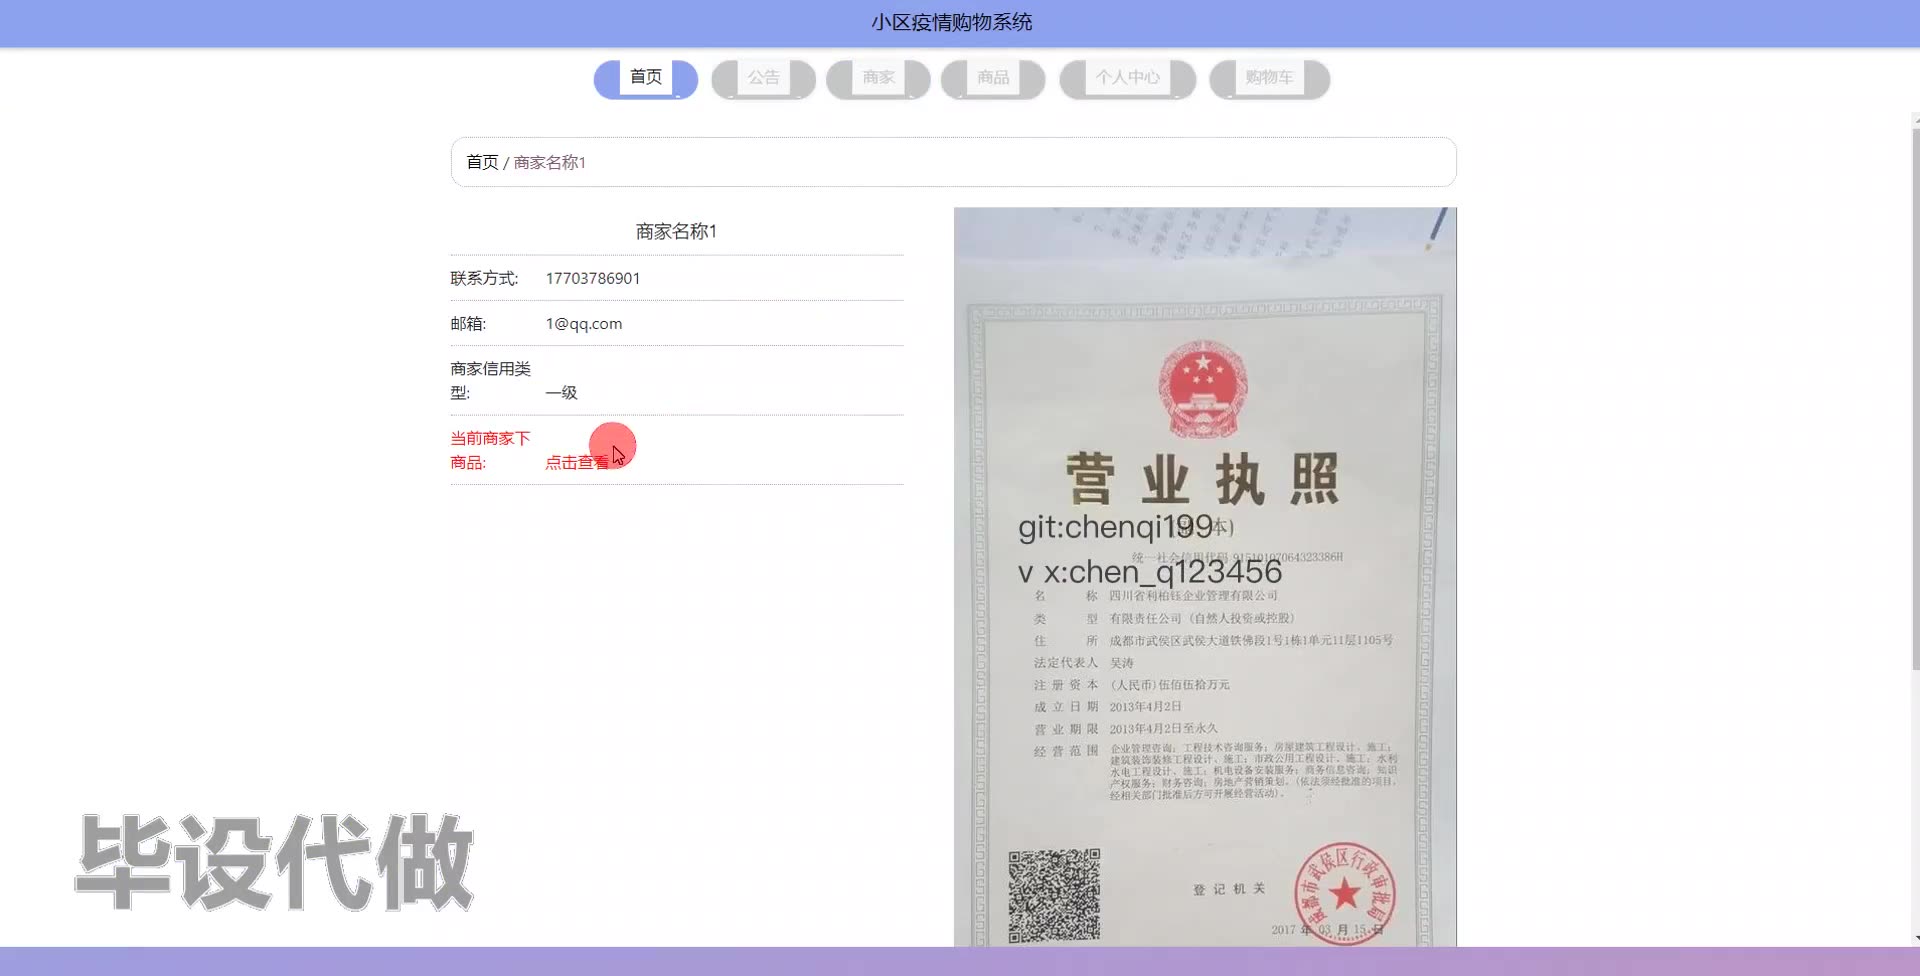 小区疫情购物系统
首页
公告
商家
商品
个人中心
购物车
首页 / 商家名称1
商家名称1
联系方式: 17703786901
邮箱: 1@qq.com
商家信用类
型: 一级
当前商家下
商品: 点击查看
营业执照
git:chenqi199
本)
统一社会信用代码 91510107064323386H
v x:chen_q123456
名 称 四川省利柏钰企业管理有限公司
类 型 有限责任公司 (自然人投资或控股)
住 所 成都市武侯区武侯大道铁佛段1号1栋1单元11层1105号
法定代表人 吴涛
注册资本 (人民币)伍佰伍拾万元
成立日期 2013年4月2日
营业期限 2013年4月2日至永久
经营范围 企业管理咨询; 工程技术咨询服务; 房屋建筑工程设计、施工;
建筑装饰装修工程设计、施工; 市政公用工程设计、施工; 水利
水电工程设计、施工; 机电设备安装服务; 商务信息咨询; 知识
产权服务; 财务咨询; 房地产营销策划。(依法须经批准的项目,
经相关部门批准后方可开展经营活动)。
登记机关
成都市武侯区行政审批局
2017 年 03 月 15 日
毕设代做